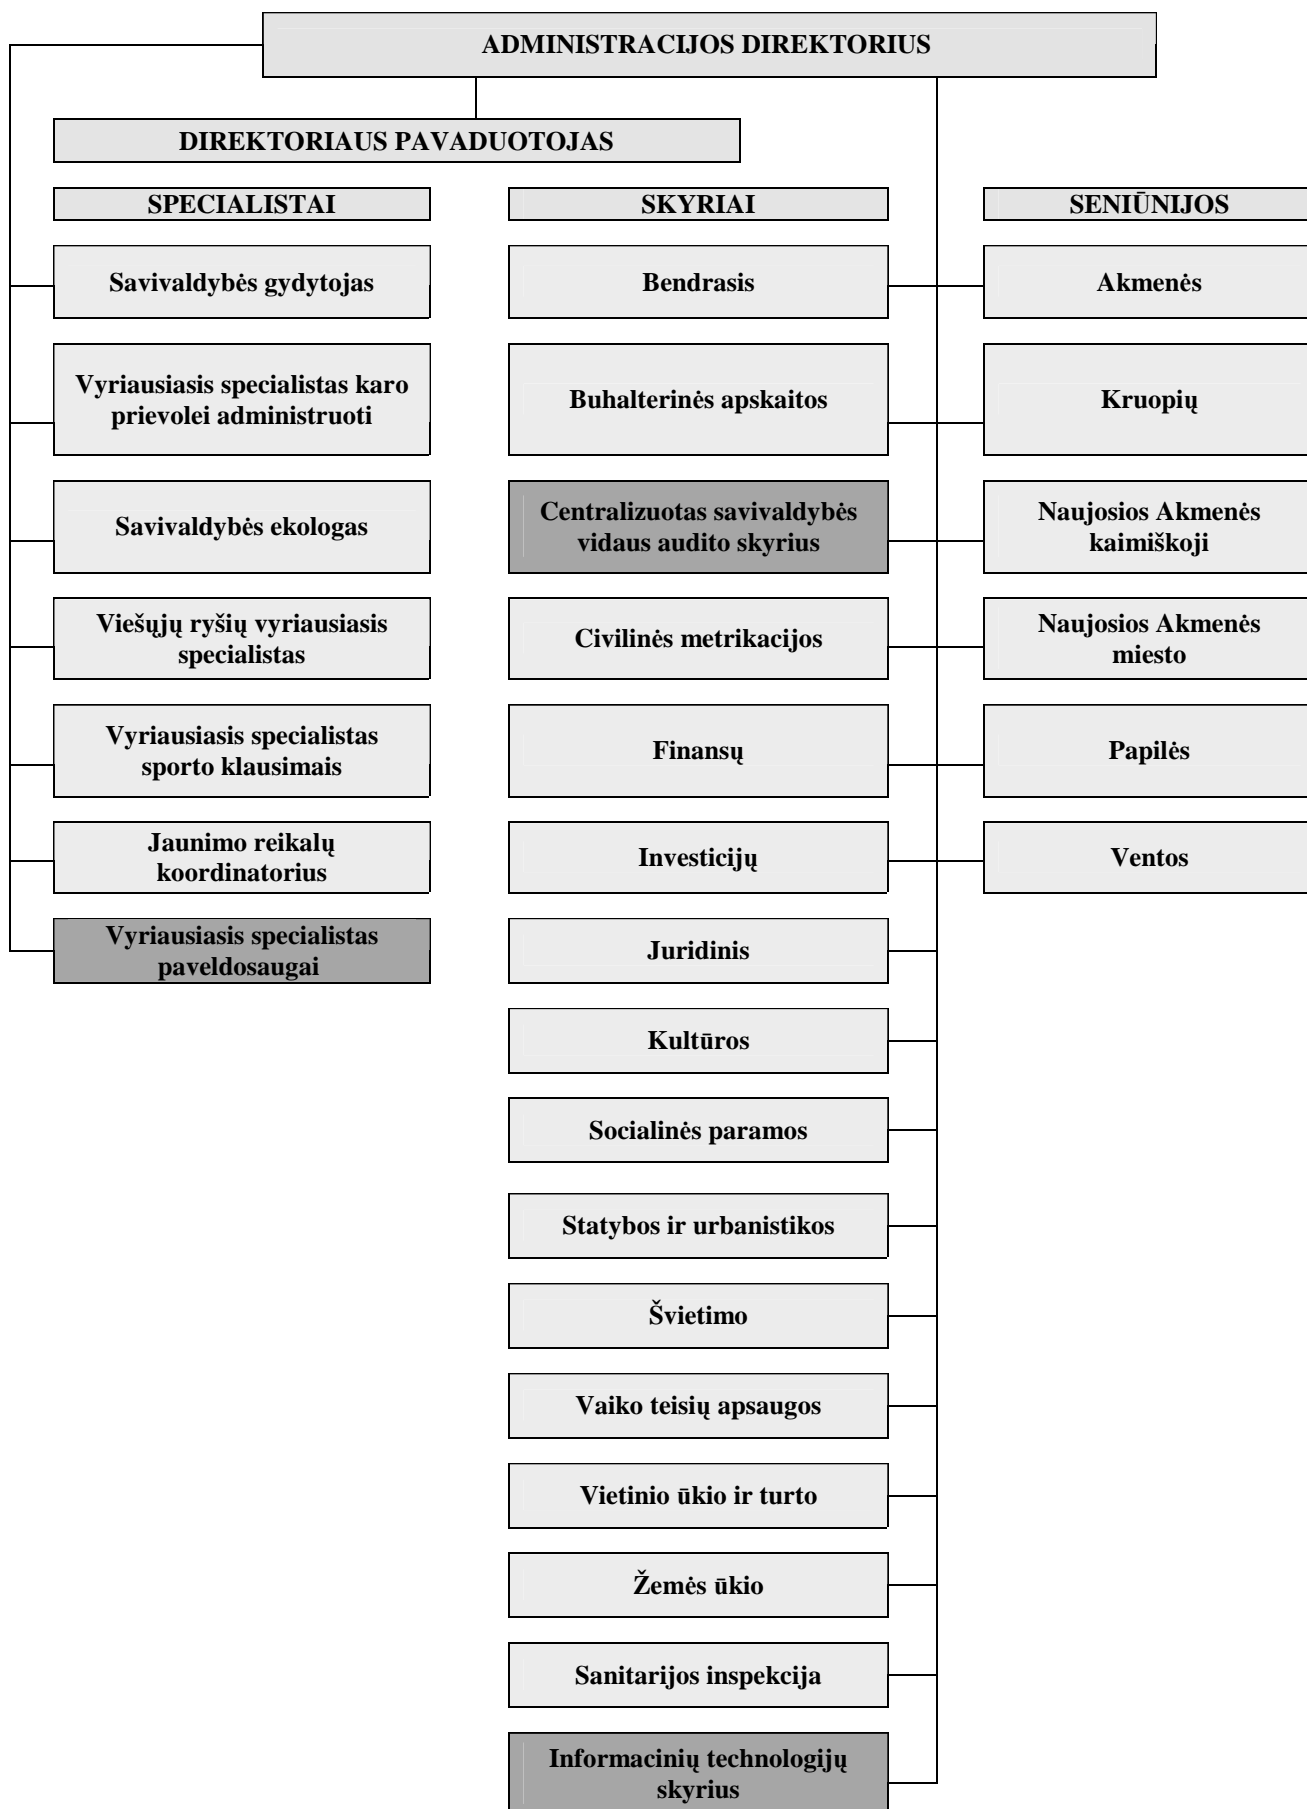 ADMINISTRACIJOS DIREKTORIUS
DIREKTORIAUS PAVADUOTOJAS
SPECIALISTAI
Savivaldybės gydytojas
Vyriausiasis specialistas karo
prievolei administruoti
Savivaldybės ekologas
Viešųjų ryšių vyriausiasis
specialistas
Vyriausiasis specialistas
sporto klausimais
Jaunimo reikalų
koordinatorius
Vyriausiasis specialistas
paveldosaugai
SKYRIAI
Bendrasis
Buhalterinės apskaitos
Centralizuotas savivaldybės
vidaus audito skyrius
Civilinės metrikacijos
Finansų
Investicijų
Juridinis
Kultūros
Socialinės paramos
Statybos ir urbanistikos
Švietimo
Vaiko teisių apsaugos
Vietinio ūkio ir turto
Žemės ūkio
Sanitarijos inspekcija
Informacinių technologijų
skyrius
SENIŪNIJOS
Akmenės
Kruopių
Naujosios Akmenės
kaimiškoji
Naujosios Akmenės
miesto
Papilės
Ventos